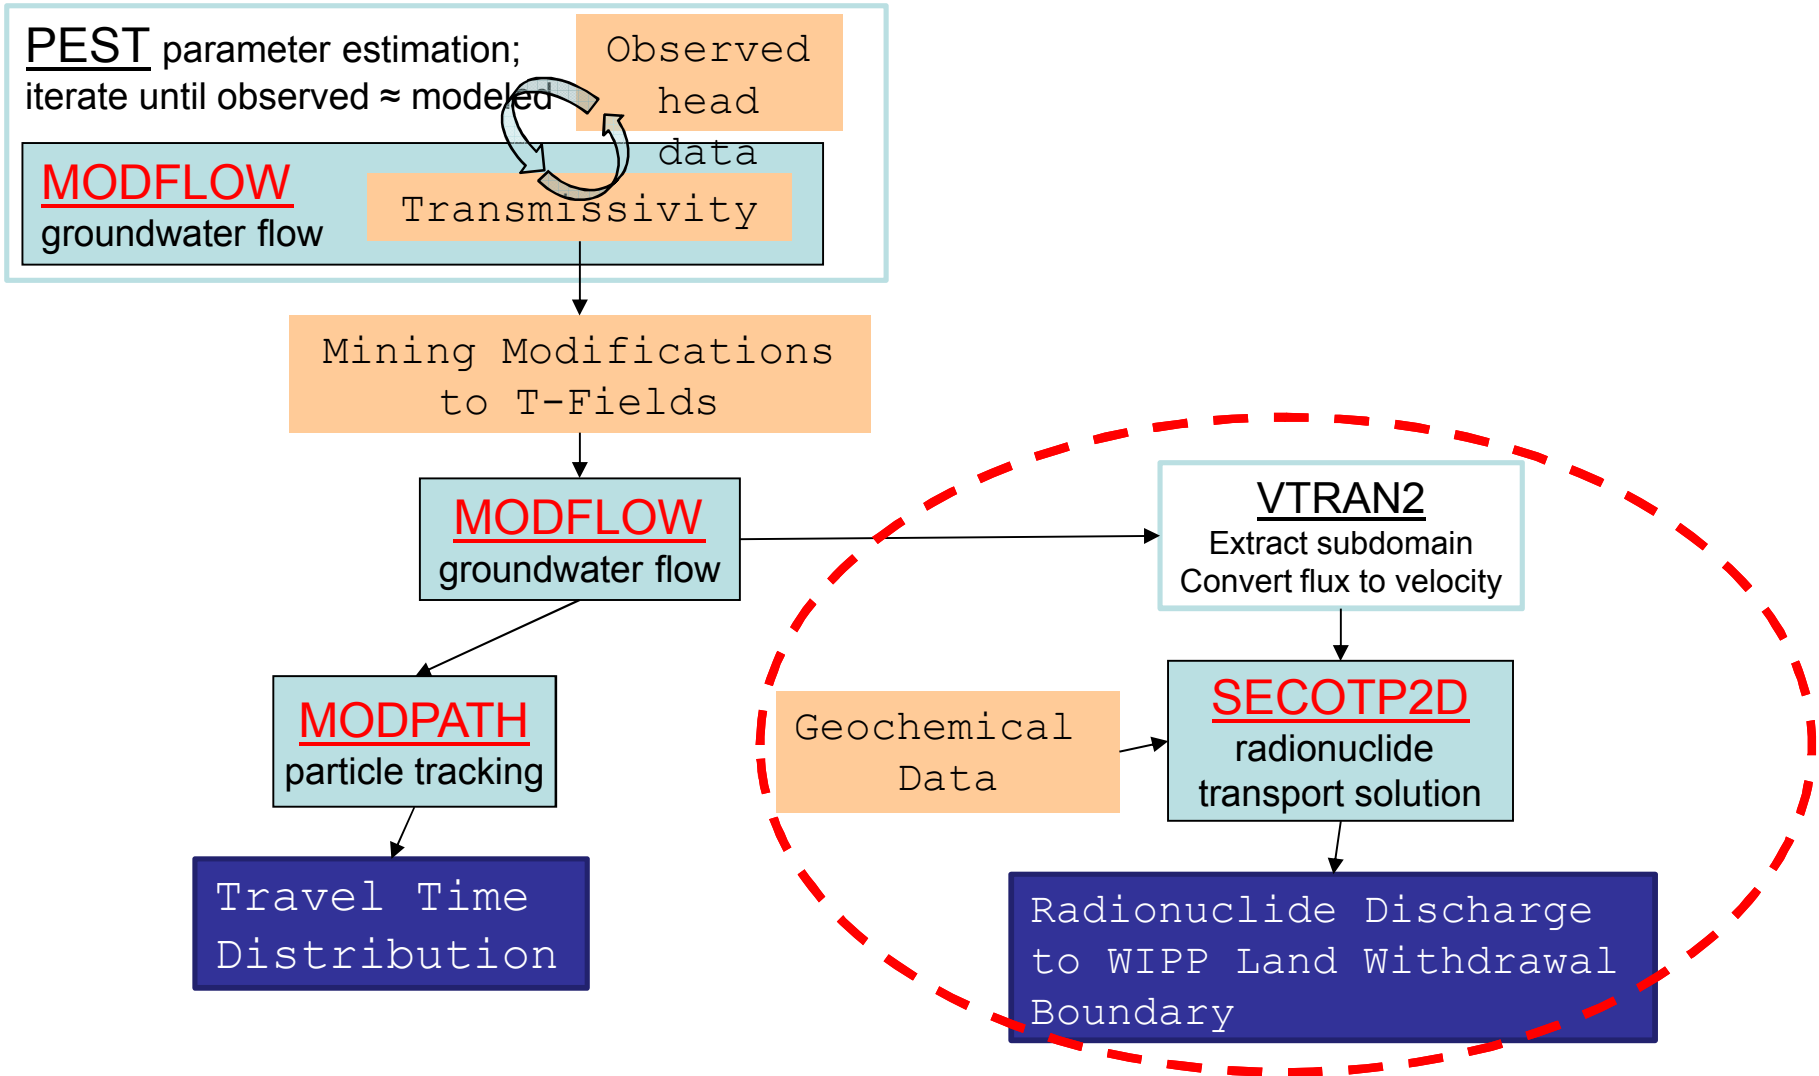 PEST parameter estimation;
iterate until observed ≈ modeled
Observed
head
data
MODFLOW
groundwater flow
Transmissivity
Mining Modifications
to T-Fields
MODFLOW
groundwater flow
VTRAN2
Extract subdomain
Convert flux to velocity
MODPATH
particle tracking
Geochemical
Data
SECOTP2D
radionuclide
transport solution
Travel Time
Distribution
Radionuclide Discharge
to WIPP Land Withdrawal
Boundary